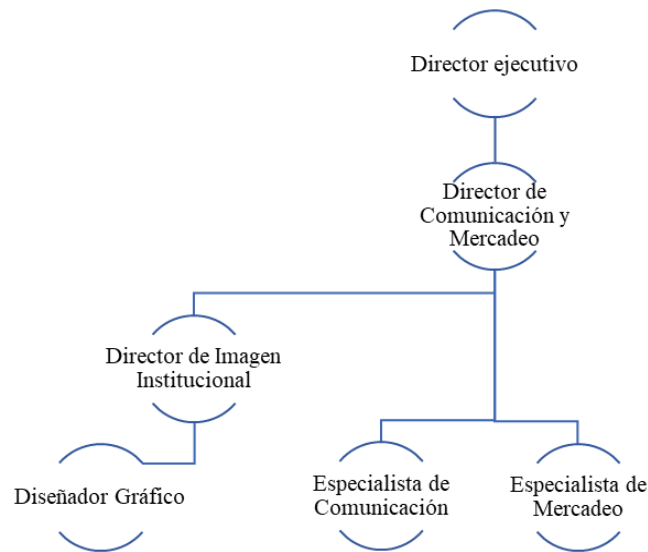 Director ejecutivo
Director de
Comunicación y
Mercadeo
Director de Imagen
Institucional
Diseñador Gráfico
Especialista de
Comunicación
Especialista de
Mercadeo